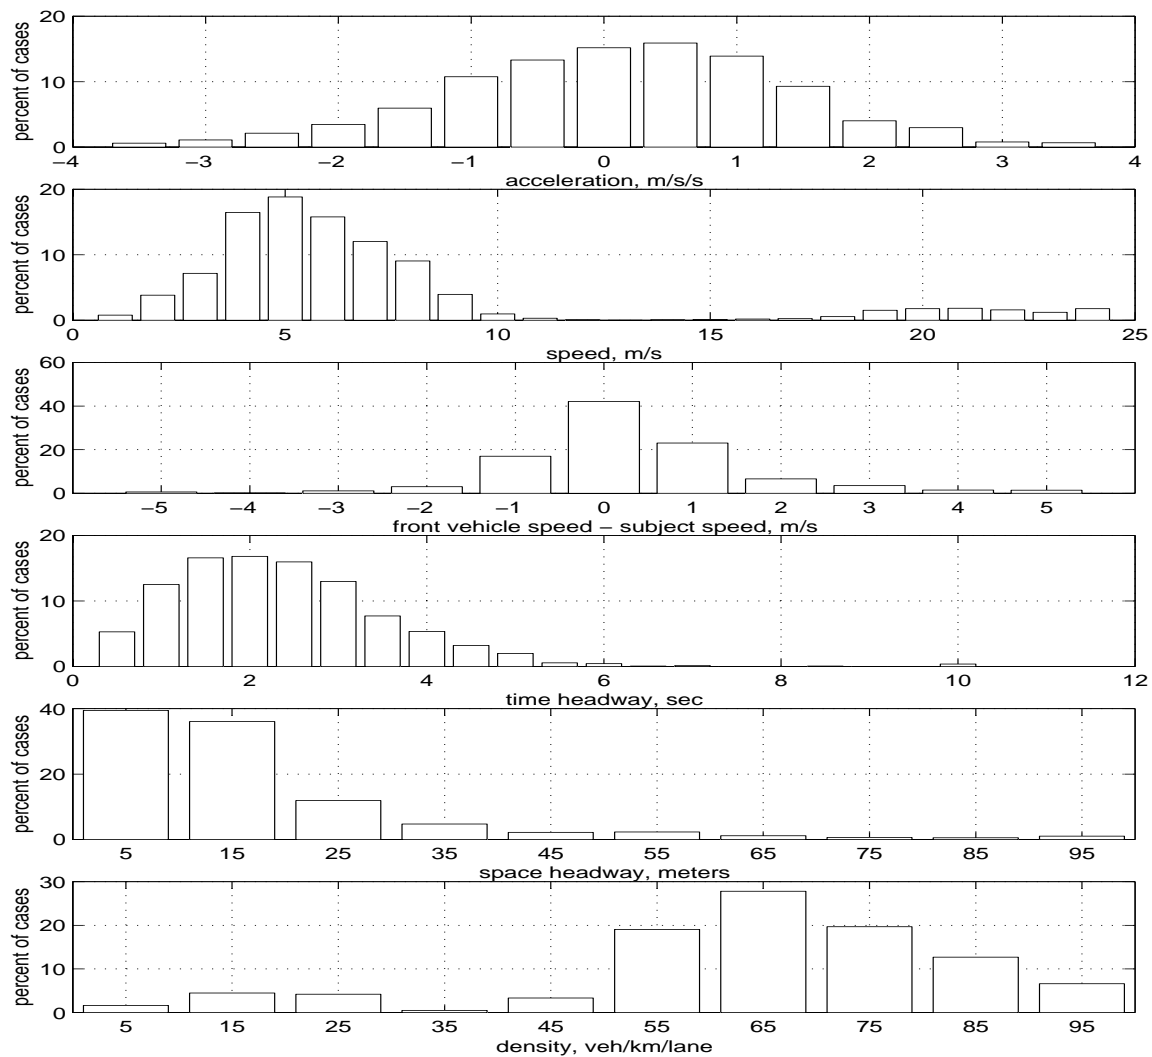 20
10
0
percent of cases
−4 −3 −2 −1 0 1 2 3 4
acceleration, m/s/s
20
10
0
percent of cases
0 5 10 15 20 25
speed, m/s
60
40
20
0
percent of cases
−5 −4 −3 −2 −1 0 1 2 3 4 5
front vehicle speed − subject speed, m/s
20
10
0
percent of cases
0 2 4 6 8 10 12
time headway, sec
40
20
0
percent of cases
5 15 25 35 45 55 65 75 85 95
space headway, meters
30
20
10
0
percent of cases
5 15 25 35 45 55 65 75 85 95
density, veh/km/lane